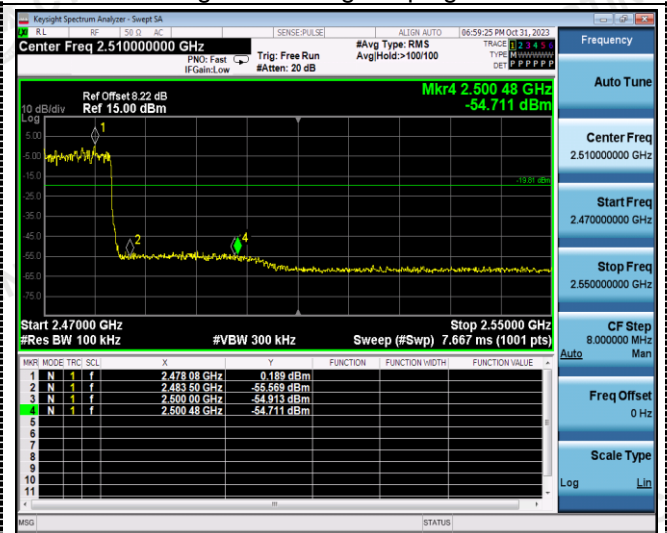 Keysight Spectrum Analyzer - Swept SA
RL RF 50 Ω AC SENSE:PULSE ALIGN AUTO 06:59:25 PM Oct 31, 2023
Center Freq 2.510000000 GHz
PNO: Fast
IFGain:Low
Trig: Free Run
#Atten: 20 dB
#Avg Type: RMS
Avg|Hold:>100/100
TRACE 1 2 3 4 5 6
TYPE M W W W W W
DET P P P P P P
Frequency
Mkr4 2.500 48 GHz
-54.711 dBm
Ref Offset 8.22 dB
10 dB/div Ref 15.00 dBm
Log
5.00
-5.00
-15.0
-25.0
-35.0
-45.0
-55.0
-65.0
-75.0
1
2
4
-19.81 dBm
Start 2.47000 GHz Stop 2.55000 GHz
#Res BW 100 kHz #VBW 300 kHz Sweep (#Swp) 7.667 ms (1001 pts)
MKR MODE TRC SCL X Y FUNCTION FUNCTION WIDTH FUNCTION VALUE
1 N 1 f 2.478 08 GHz 0.189 dBm
2 N 1 f 2.483 50 GHz -55.569 dBm
3 N 1 f 2.500 00 GHz -54.913 dBm
4 N 1 f 2.500 48 GHz -54.711 dBm
5
6
7
8
9
10
11
MSG STATUS
Auto Tune
Center Freq
2.510000000 GHz
Start Freq
2.470000000 GHz
Stop Freq
2.550000000 GHz
CF Step
8.000000 MHz
Auto Man
Freq Offset
0 Hz
Scale Type
Log Lin